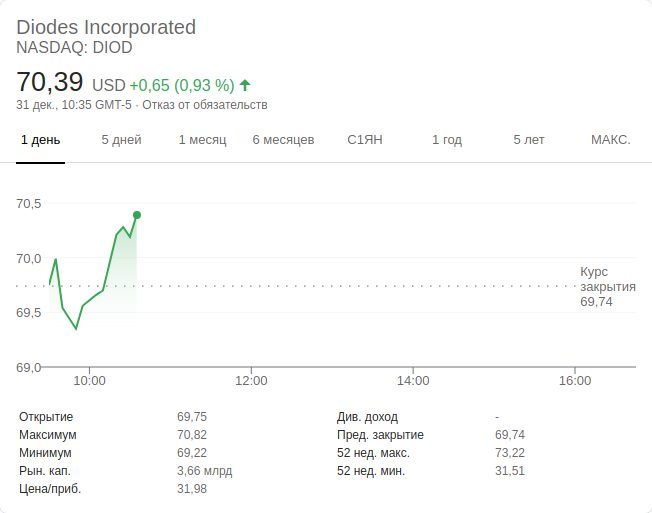 Diodes Incorporated
NASDAQ: DIOD
70,39 USD +0,65 (0,93 %)
31 дек., 10:35 GMT-5 · Отказ от обязательств
1 день 5 дней 1 месяц 6 месяцев С1ЯН 1 год 5 лет МАКС.
70,5
70,0
Курс
закрытия
69,74
69,5
69,0
10:00 12:00 14:00 16:00
Открытие 69,75 Див. доход -
Максимум 70,82 Пред. закрытие 69,74
Минимум 69,22 52 нед. макс. 73,22
Рын. кап. 3,66 млрд 52 нед. мин. 31,51
Цена/приб. 31,98